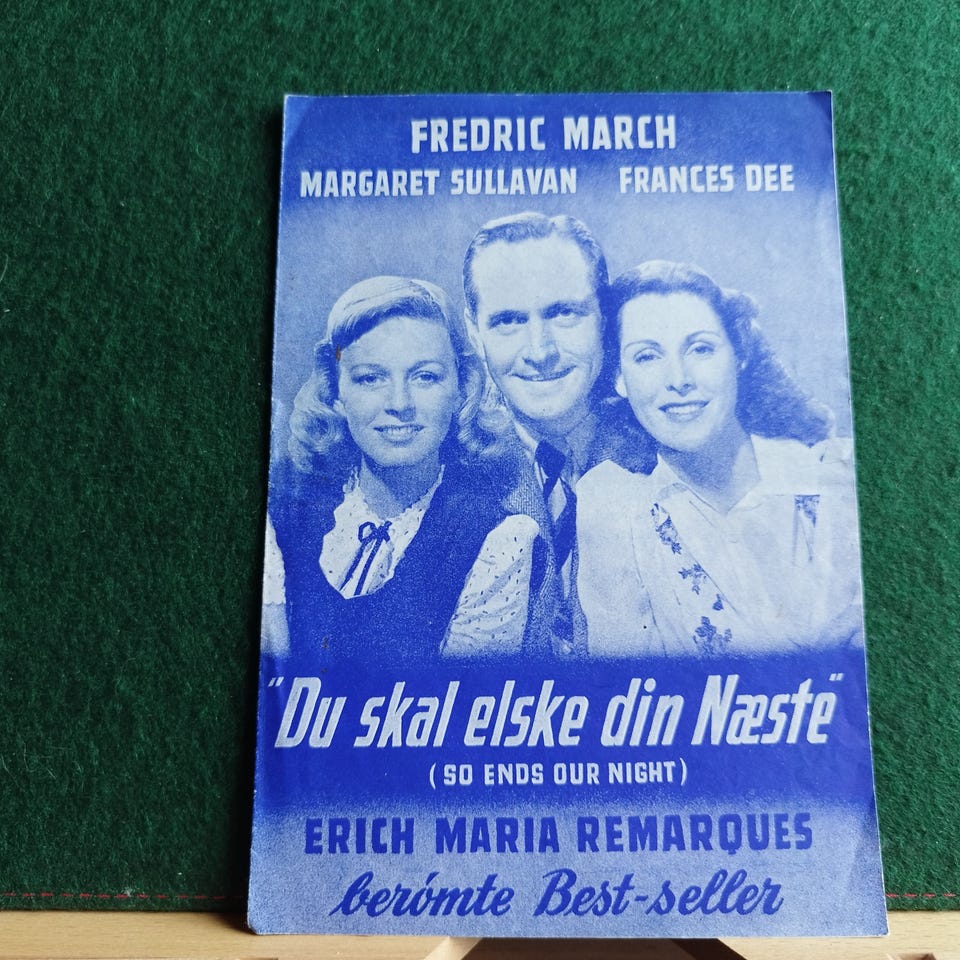 FREDRIC MARCH
MARGARET SULLAVAN FRANCES DEE
"Du skal elske din Næste"
(SO ENDS OUR NIGHT)
ERICH MARIA REMARQUES
berómte Best-seller